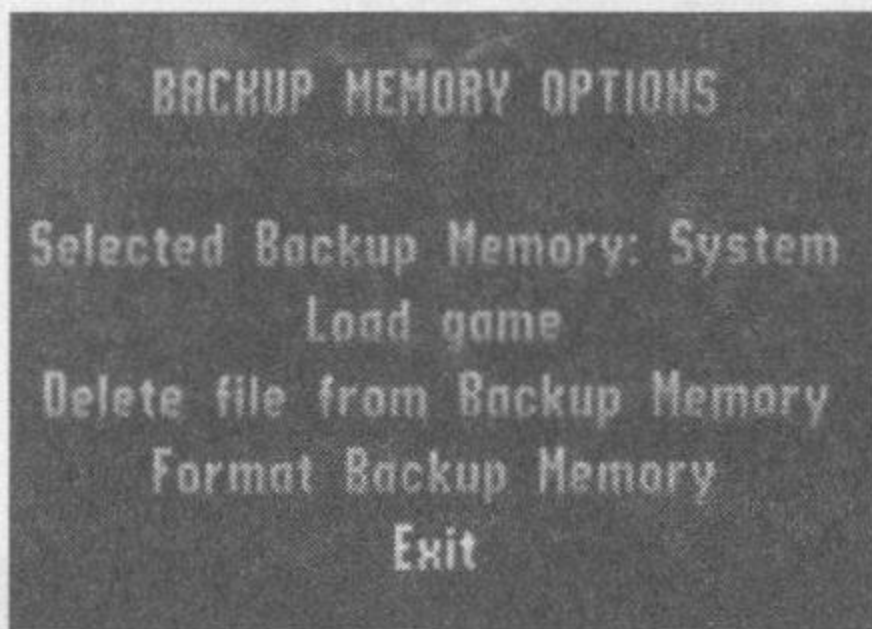 BACKUP MEMORY OPTIONS
Selected Backup Memory: System
Load game
Delete file from Backup Memory
Format Backup Memory
Exit